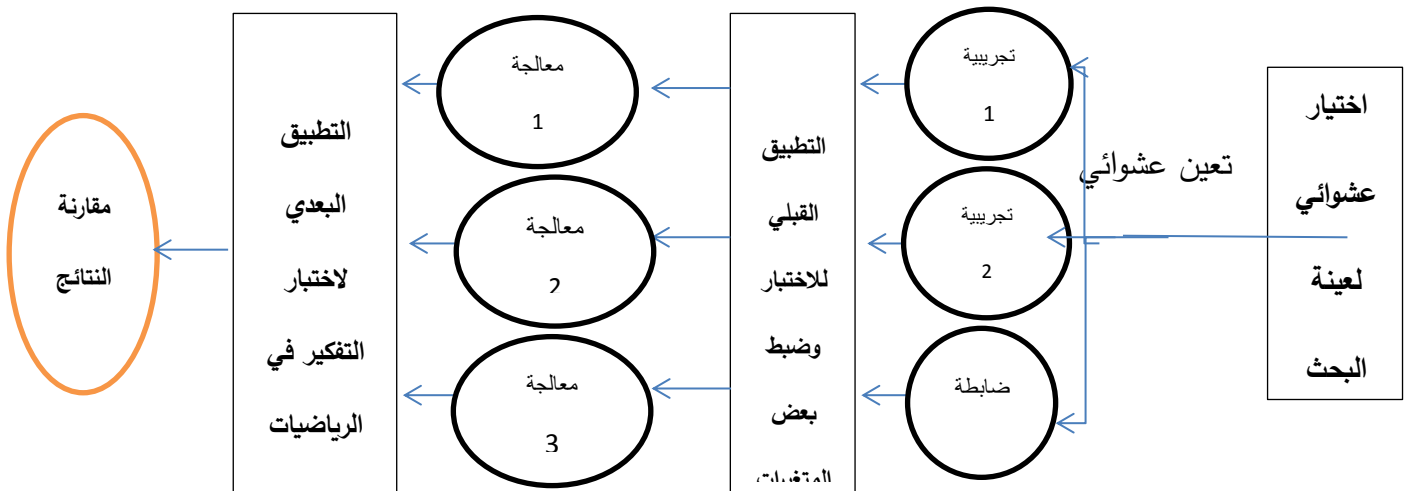 اختيار
عشوائي
لعينة
البحث
تعين عشوائي
تجريبية
1
تجريبية
2
ضابطة
التطبيق
القبلي
للاختبار
وضبط
بعض
المتغيرات
معالجة
1
معالجة
2
معالجة
3
التطبيق
البعدي
لاختبار
التفكير في
الرياضيات
مقارنة
النتائج